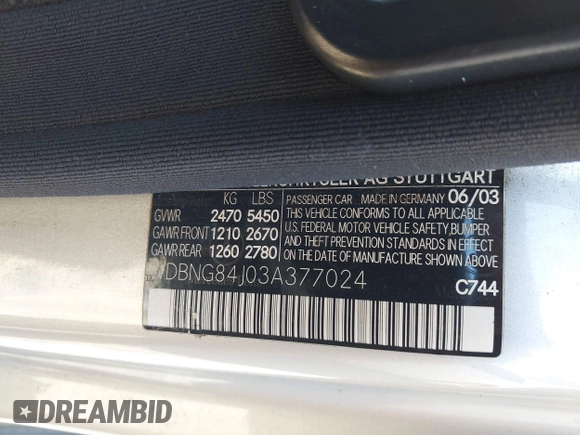 AG STUTTGART
KG LBS
GVWR 2470 5450
GAWR FRONT 1210 2670
GAWR REAR 1260 2780
PASSENGER CAR MADE IN GERMANY 06/03
THIS VEHICLE CONFORMS TO ALL APPLICABLE
U.S. FEDERAL MOTOR VEHICLE SAFETY, BUMPER
AND THEFT PREVENTION STANDARDS IN EFFECT
ON THE DATE OF MANUFACTURE SHOWN ABOVE.
WDBNG84J03A377024
C744
H
DREAMBID